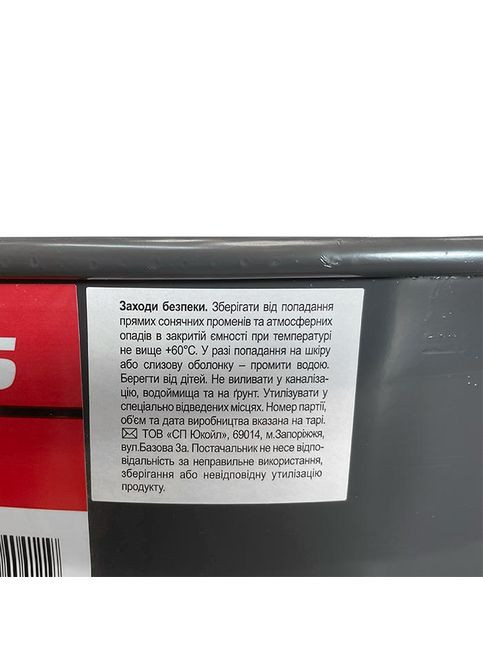 Заходи безпеки. Зберігати від попадання
прямих сонячних променів та атмосферних
опадів в закритій ємності при температурі
не вище +60°С. У разі попадання на шкіру
або слизову оболонку – промити водою.
Берегти від дітей. Не виливати у каналіза-
цію, водоймища та на ґрунт. Утилізувати у
спеціально відведених місцях. Номер партії,
об'єм та дата виробництва вказана на тарі.
ТОВ «СП Юкойл», 69014, м.Запоріжжя,
вул.Базова 3а. Постачальник не несе відпо-
відальність за неправильне використання,
зберігання або невідповідну утилізацію
продукту.